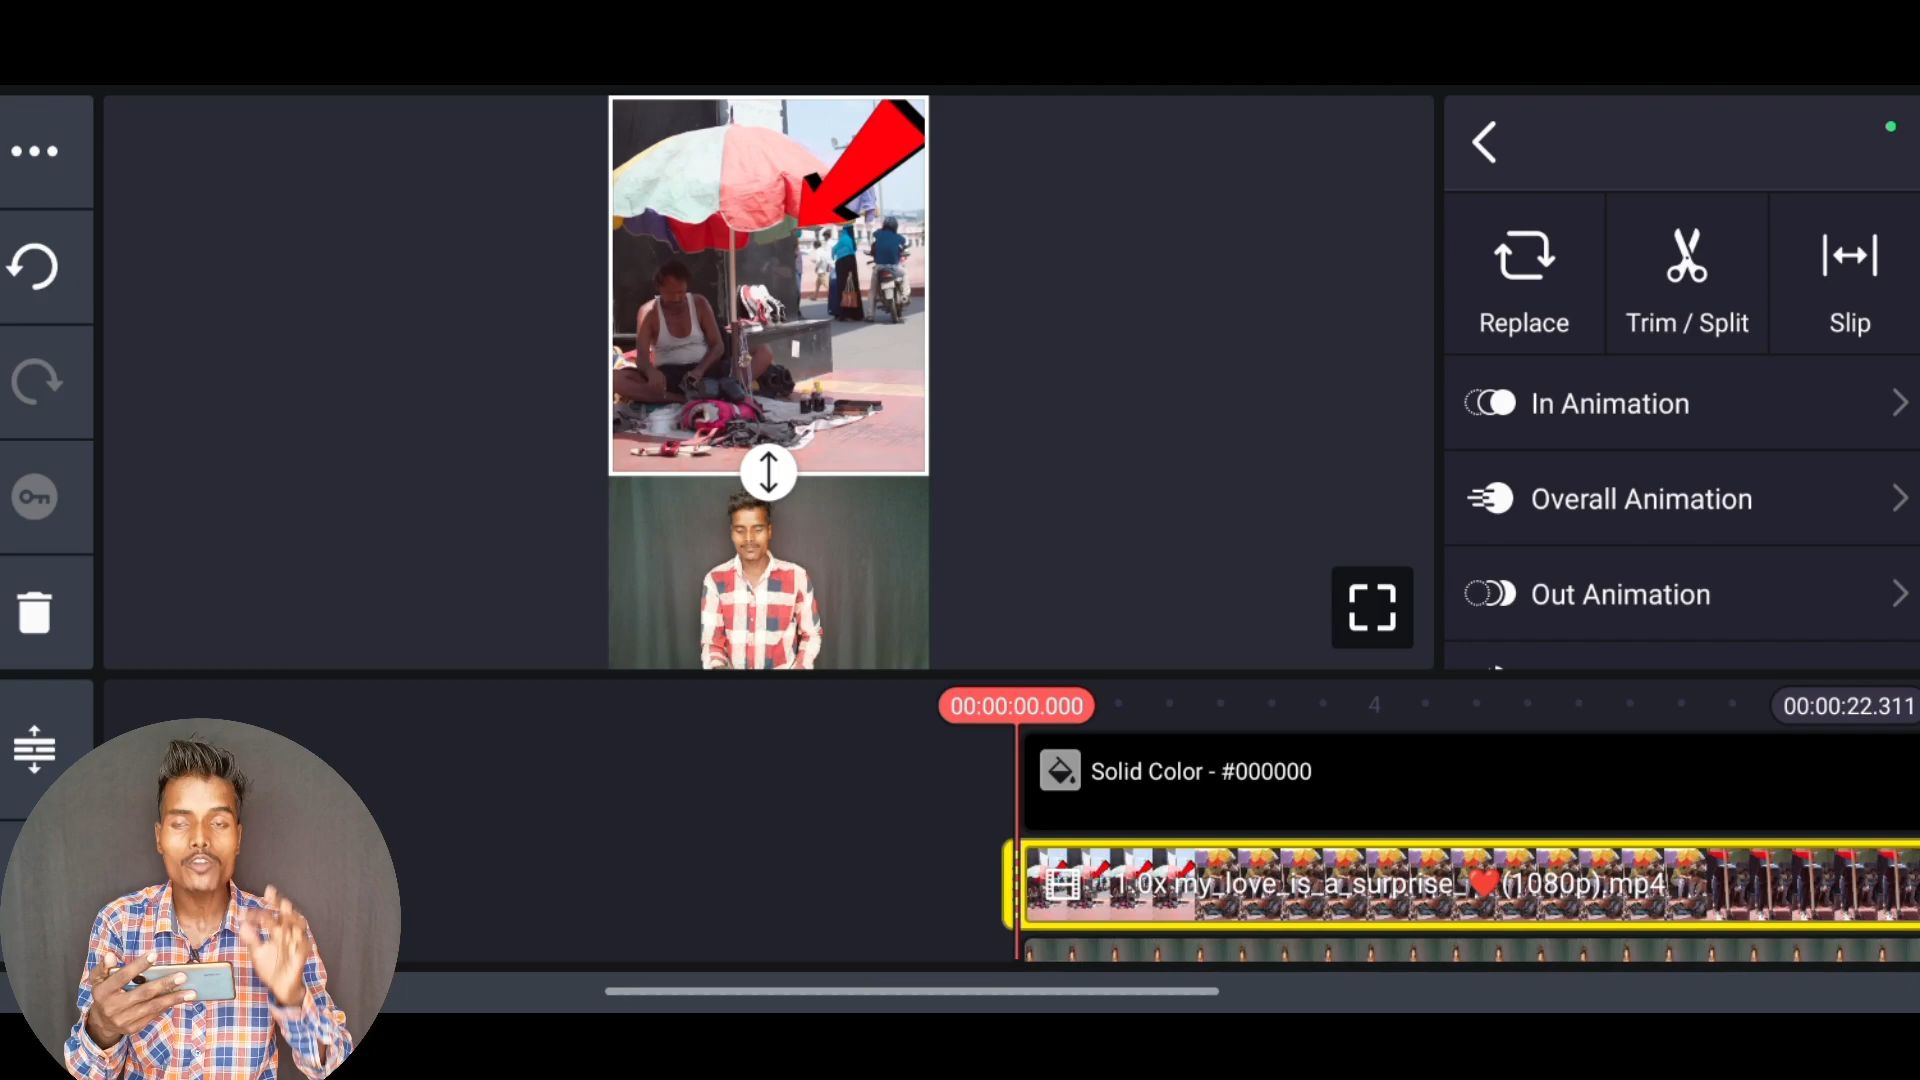 Replace
Trim / Split
Slip
In Animation
Overall Animation
Out Animation
00:00:00.000
4
00:00:22.311
Solid Color - #000000
1.0x my_love_is_a_surprise_❤️(1080p).mp4